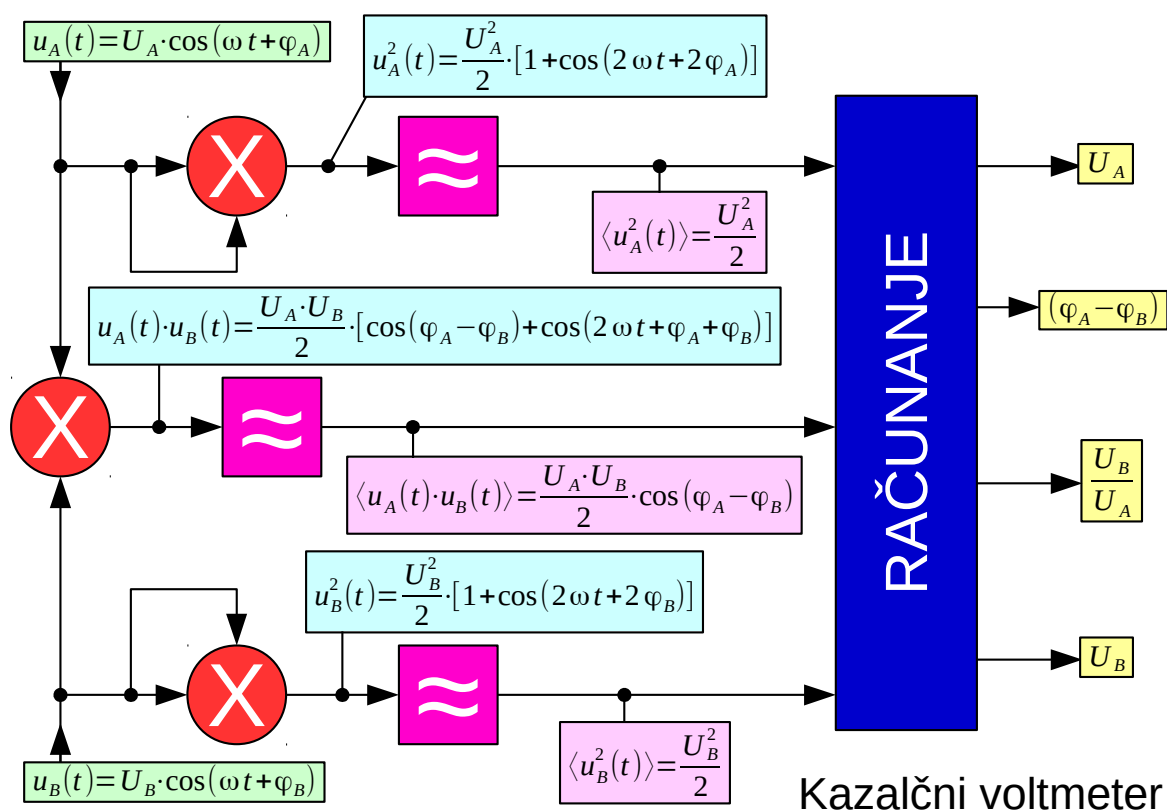 u_A(t)=U_A·cos(ωt+φ_A)
u_A^2(t)=U_A^2/2·[1+cos(2ωt+2φ_A)]
X
≈
U_A
⟨u_A^2(t)⟩=U_A^2/2
(φ_A−φ_B)
u_A(t)·u_B(t)=U_A·U_B/2·[cos(φ_A−φ_B)+cos(2ωt+φ_A+φ_B)]
X
≈
RAČUNANJE
⟨u_A(t)·u_B(t)⟩=U_A·U_B/2·cos(φ_A−φ_B)
U_B/U_A
u_B^2(t)=U_B^2/2·[1+cos(2ωt+2φ_B)]
X
≈
U_B
⟨u_B^2(t)⟩=U_B^2/2
u_B(t)=U_B·cos(ωt+φ_B)
Kazalčni voltmeter